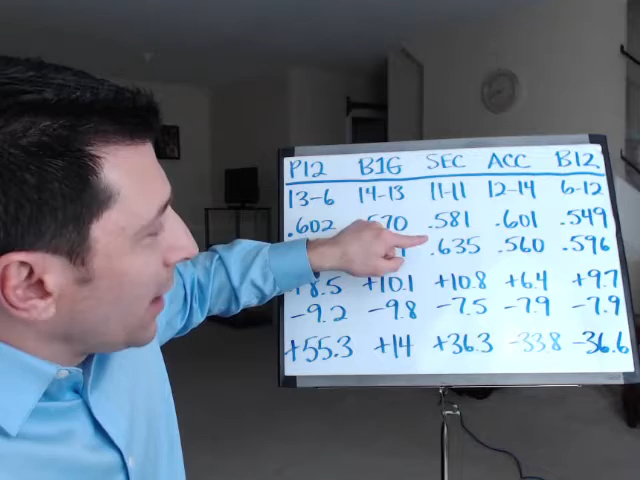 P12 B1G SEC ACC B12
13-6 14-13 11-11 12-14 6-12
.602 .570 .581 .601 .549
.635 .560 .596
+8.5 +10.1 +10.8 +6.4 +9.7
-9.2 -9.8 -7.5 -7.9 -7.9
+55.3 +14 +36.3 -33.8 -36.6